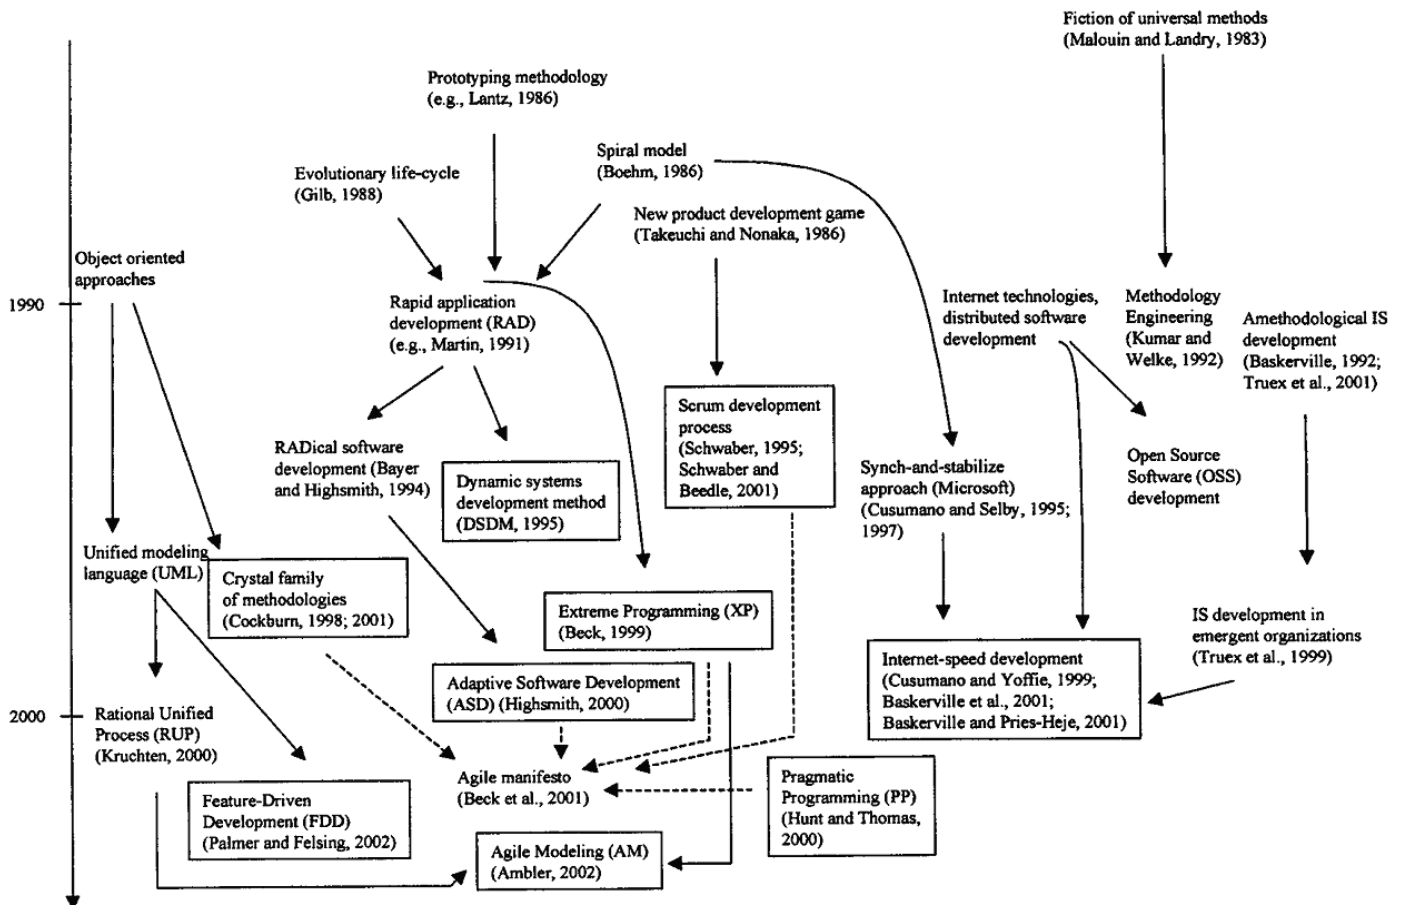 Fiction of universal methods
(Malouin and Landry, 1983)
Prototyping methodology
(e.g., Lantz, 1986)
Spiral model
(Boehm, 1986)
Evolutionary life-cycle
(Gilb, 1988)
New product development game
(Takeuchi and Nonaka, 1986)
Object oriented
approaches
1990
Rapid application
development (RAD)
(e.g., Martin, 1991)
Internet technologies,
distributed software
development
Methodology
Engineering
(Kumar and
Welke, 1992)
Amethodological IS
development
(Baskerville, 1992;
Truex et al., 2001)
Scrum development
process
(Schwaber, 1995;
Schwaber and
Beedle, 2001)
RADical software
development (Bayer
and Highsmith, 1994)
Dynamic systems
development method
(DSDM, 1995)
Synch-and-stabilize
approach (Microsoft)
(Cusumano and Selby, 1995;
1997)
Open Source
Software (OSS)
development
Unified modeling
language (UML)
Crystal family
of methodologies
(Cockburn, 1998; 2001)
Extreme Programming (XP)
(Beck, 1999)
IS development in
emergent organizations
(Truex et al., 1999)
Internet-speed development
(Cusumano and Yoffie, 1999;
Baskerville et al., 2001;
Baskerville and Pries-Heje, 2001)
Adaptive Software Development
(ASD) (Highsmith, 2000)
2000
Rational Unified
Process (RUP)
(Kruchten, 2000)
Agile manifesto
(Beck et al., 2001)
Pragmatic
Programming (PP)
(Hunt and Thomas,
2000)
Feature-Driven
Development (FDD)
(Palmer and Felsing, 2002)
Agile Modeling (AM)
(Ambler, 2002)